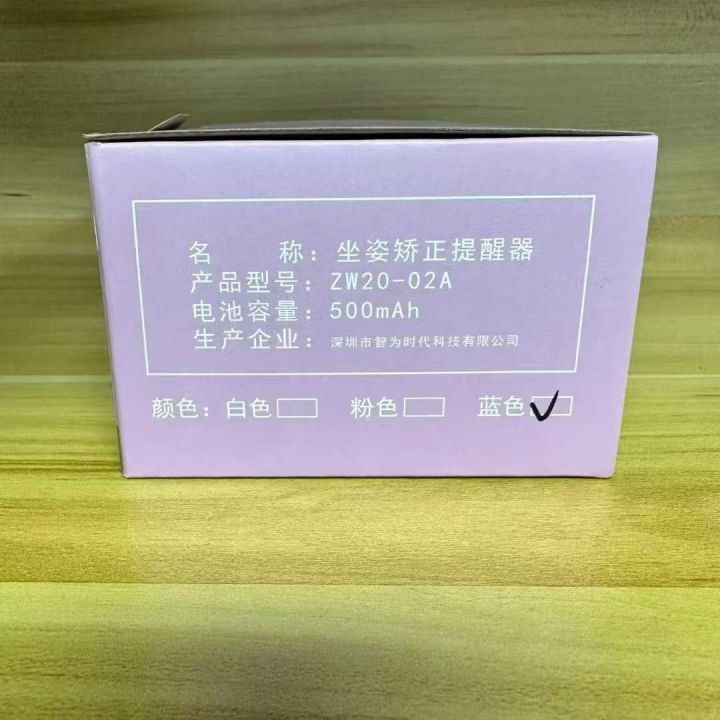 名 称：坐姿矫正提醒器
产品型号：ZW20-02A
电池容量：500mAh
生产企业：深圳市智为时代科技有限公司
颜色：白色 粉色 蓝色